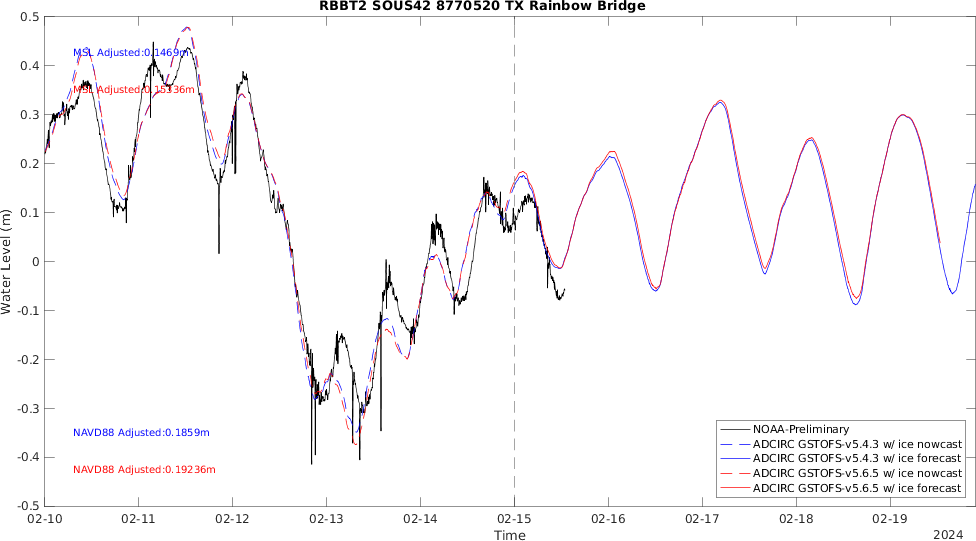 RBBT2 SOUS42 8770520 TX Rainbow Bridge
0.5
0.4
0.3
0.2
0.1
0
-0.1
-0.2
-0.3
-0.4
-0.5
Water Level (m)
MSL Adjusted:0.1469m
MSL Adjusted:0.15336m
NAVD88 Adjusted:0.1859m
NAVD88 Adjusted:0.19236m
NOAA-Preliminary
ADCIRC GSTOFS-v5.4.3 w/ ice nowcast
ADCIRC GSTOFS-v5.4.3 w/ ice forecast
ADCIRC GSTOFS-v5.6.5 w/ ice nowcast
ADCIRC GSTOFS-v5.6.5 w/ ice forecast
02-10 02-11 02-12 02-13 02-14 02-15 02-16 02-17 02-18 02-19
Time
2024